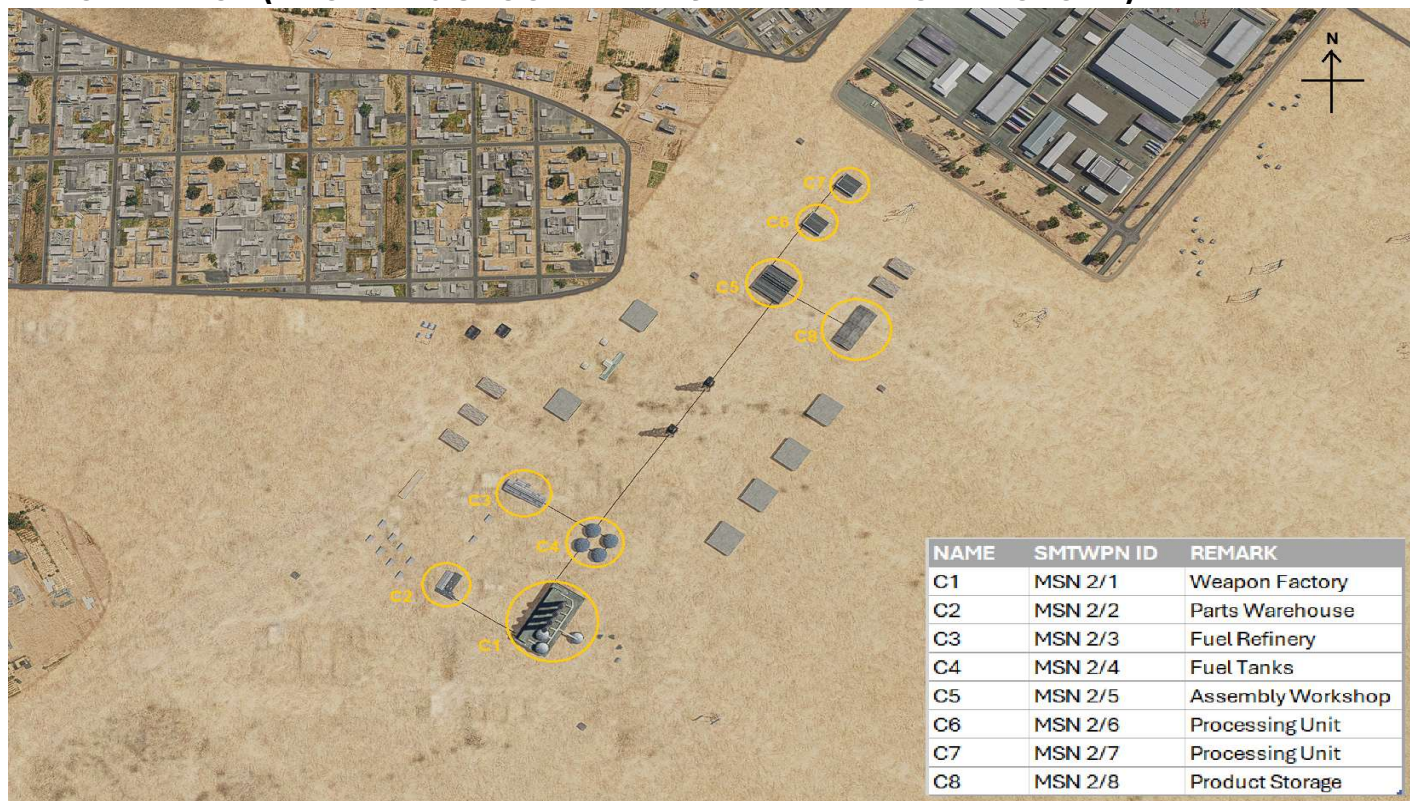 N
C7
C6
C5
C8
C3
C4
C2
C1
NAME SMTWPN ID REMARK
C1 MSN 2/1 Weapon Factory
C2 MSN 2/2 Parts Warehouse
C3 MSN 2/3 Fuel Refinery
C4 MSN 2/4 Fuel Tanks
C5 MSN 2/5 Assembly Workshop
C6 MSN 2/6 Processing Unit
C7 MSN 2/7 Processing Unit
C8 MSN 2/8 Product Storage